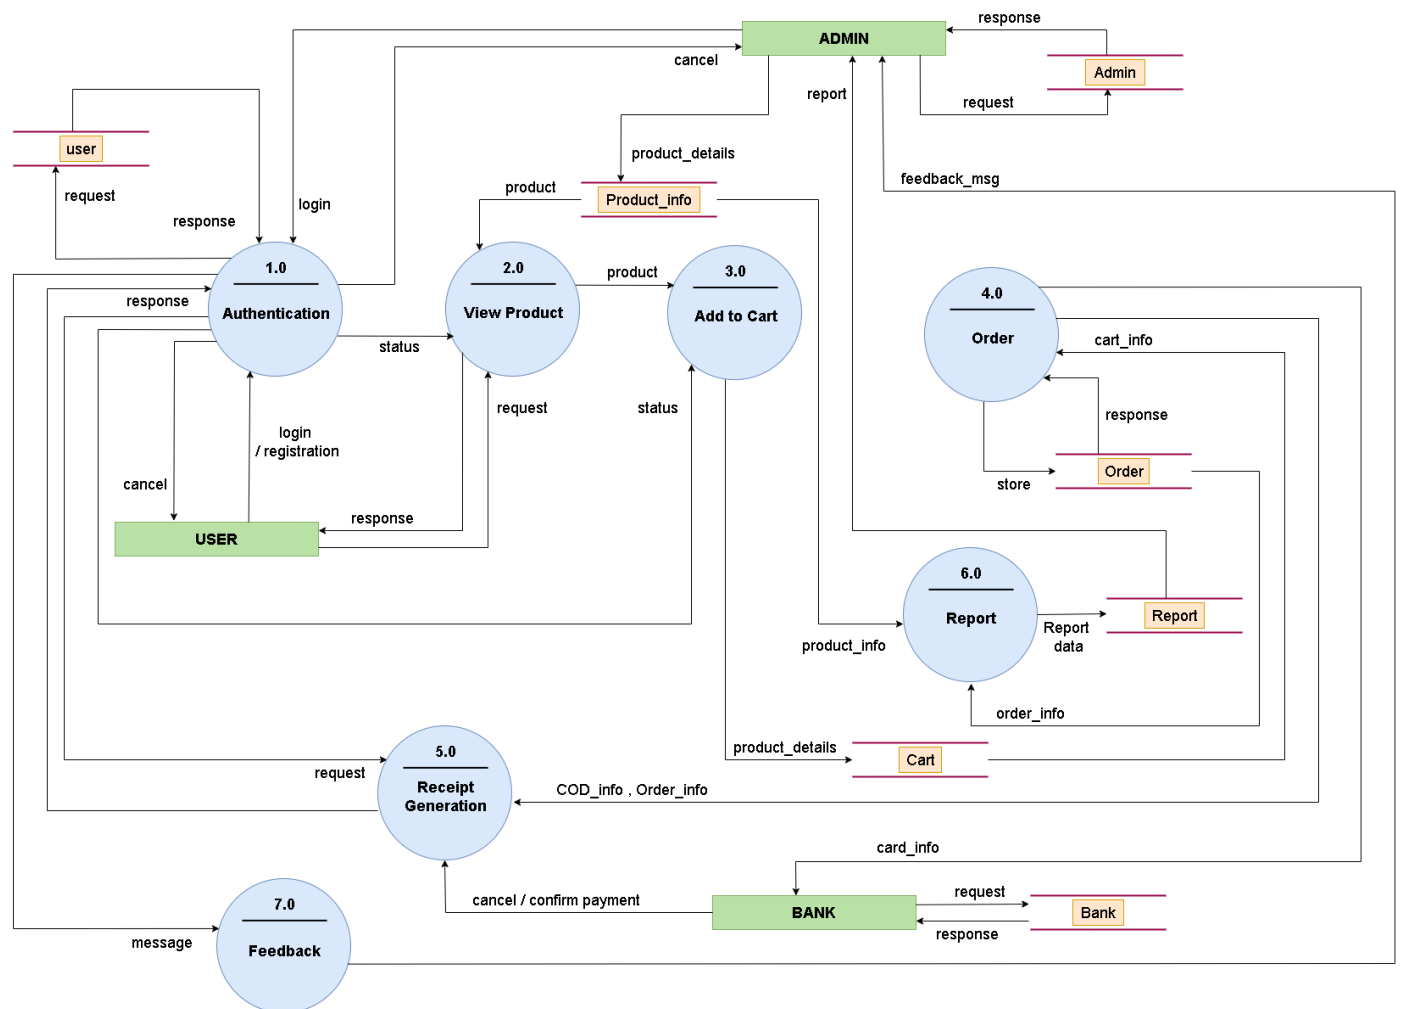 response
ADMIN
cancel
Admin
report
request
user
product_details
feedback_msg
request
product
Product_info
login
response
1.0
Authentication
2.0
View Product
product
3.0
Add to Cart
4.0
Order
response
status
cart_info
request
status
response
login
/ registration
Order
cancel
store
response
USER
6.0
Report
Report
Report
data
product_info
order_info
5.0
Receipt
Generation
product_details
Cart
request
COD_info , Order_info
card_info
cancel / confirm payment
BANK
request
Bank
response
7.0
Feedback
message